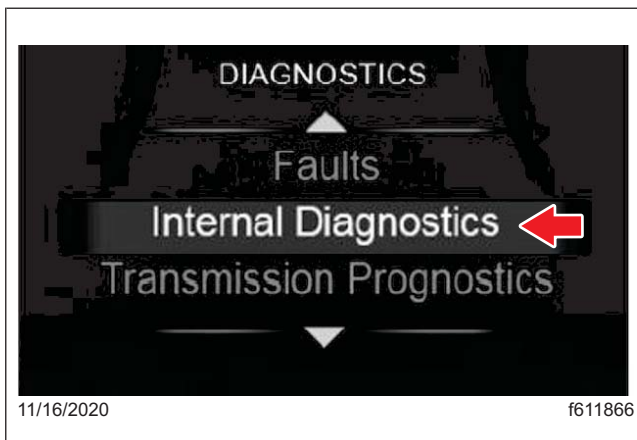 DIAGNOSTICS
Faults
Internal Diagnostics
Transmission Prognostics
11/16/2020 f611866